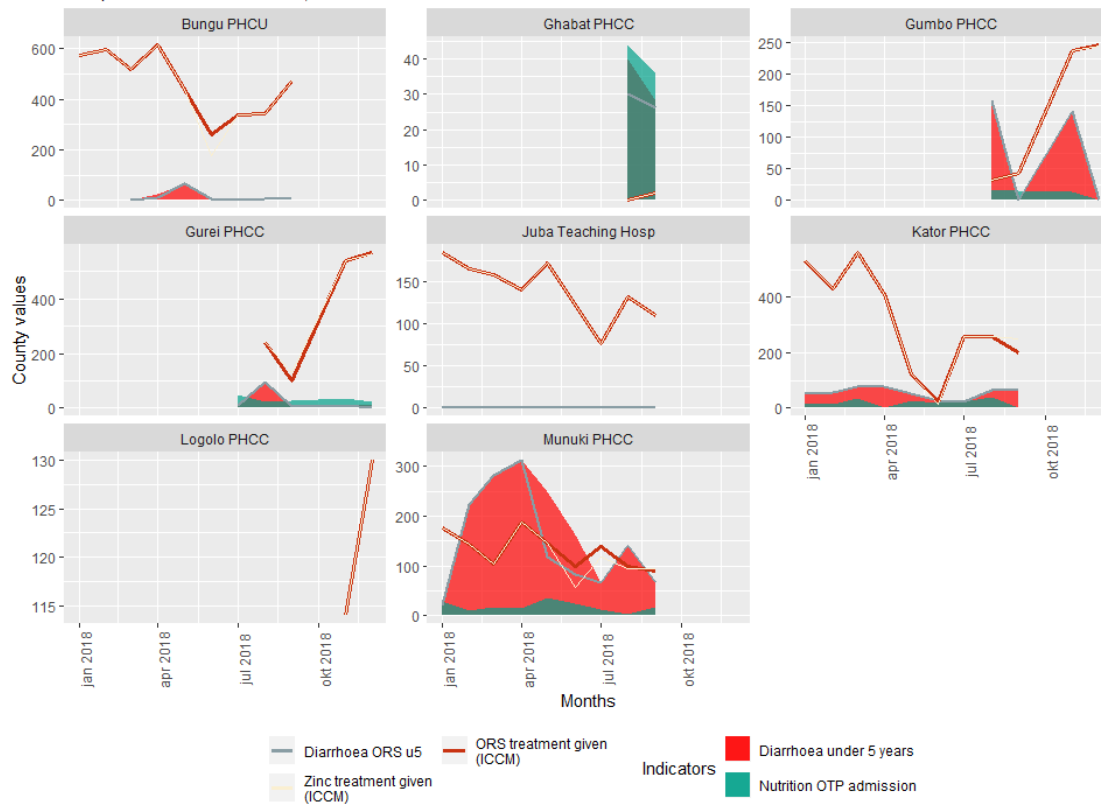 Bungu PHCU
Ghabat PHCC
Gumbo PHCC
600
400
200
0
40
30
20
10
0
250
200
150
100
50
0
Gurei PHCC
Juba Teaching Hosp
Kator PHCC
400
200
0
150
100
50
0
400
200
0
County values
Logolo PHCC
Munuki PHCC
jan 2018
apr 2018
jul 2018
okt 2018
130
125
120
115
300
200
100
0
jan 2018
apr 2018
jul 2018
okt 2018
jan 2018
apr 2018
jul 2018
okt 2018
Months
Diarrhoea ORS u5
ORS treatment given
(ICCM)
Zinc treatment given
(ICCM)
Indicators
Diarrhoea under 5 years
Nutrition OTP admission